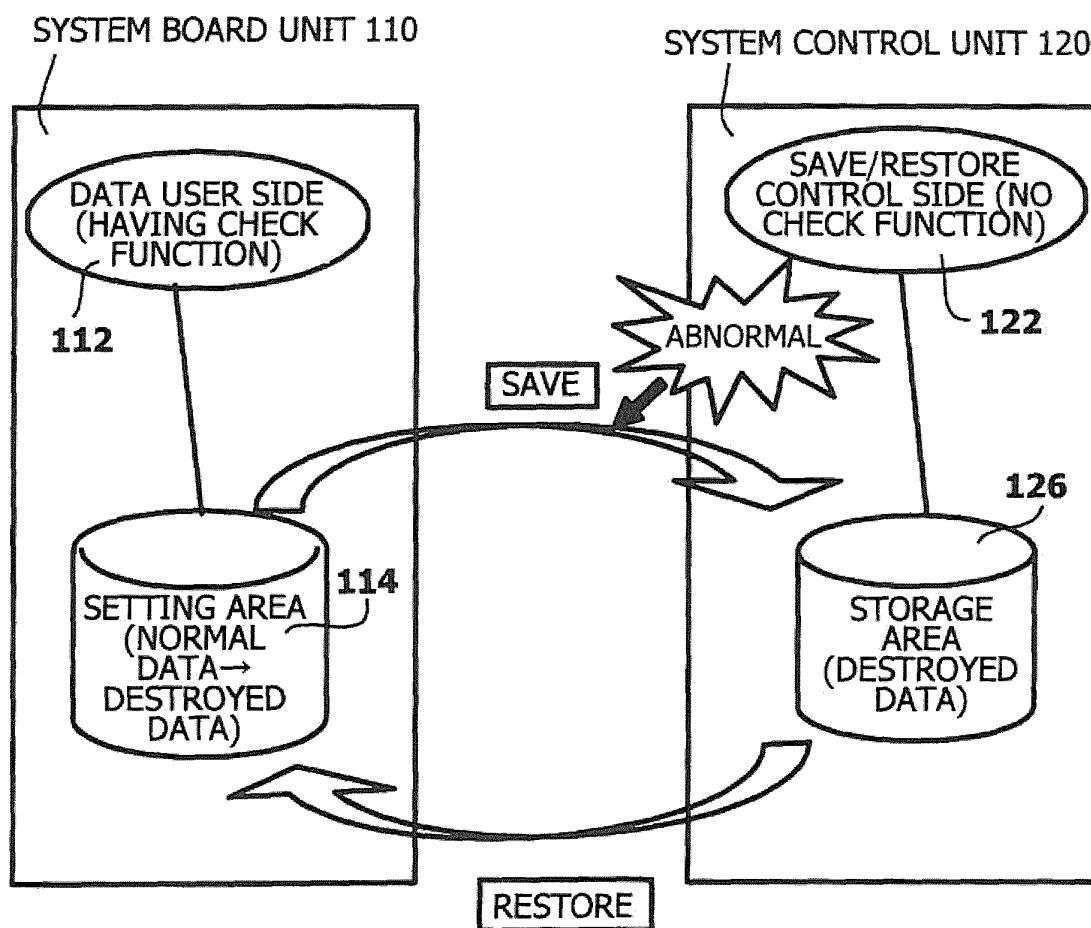 SYSTEM BOARD UNIT 110
SYSTEM CONTROL UNIT 120
DATA USER SIDE
(HAVING CHECK
FUNCTION)
112
SAVE/RESTORE
CONTROL SIDE (NO
CHECK FUNCTION)
122
ABNORMAL
SAVE
126
114
SETTING AREA
(NORMAL
DATA→
DESTROYED
DATA)
STORAGE
AREA
(DESTROYED
DATA)
RESTORE